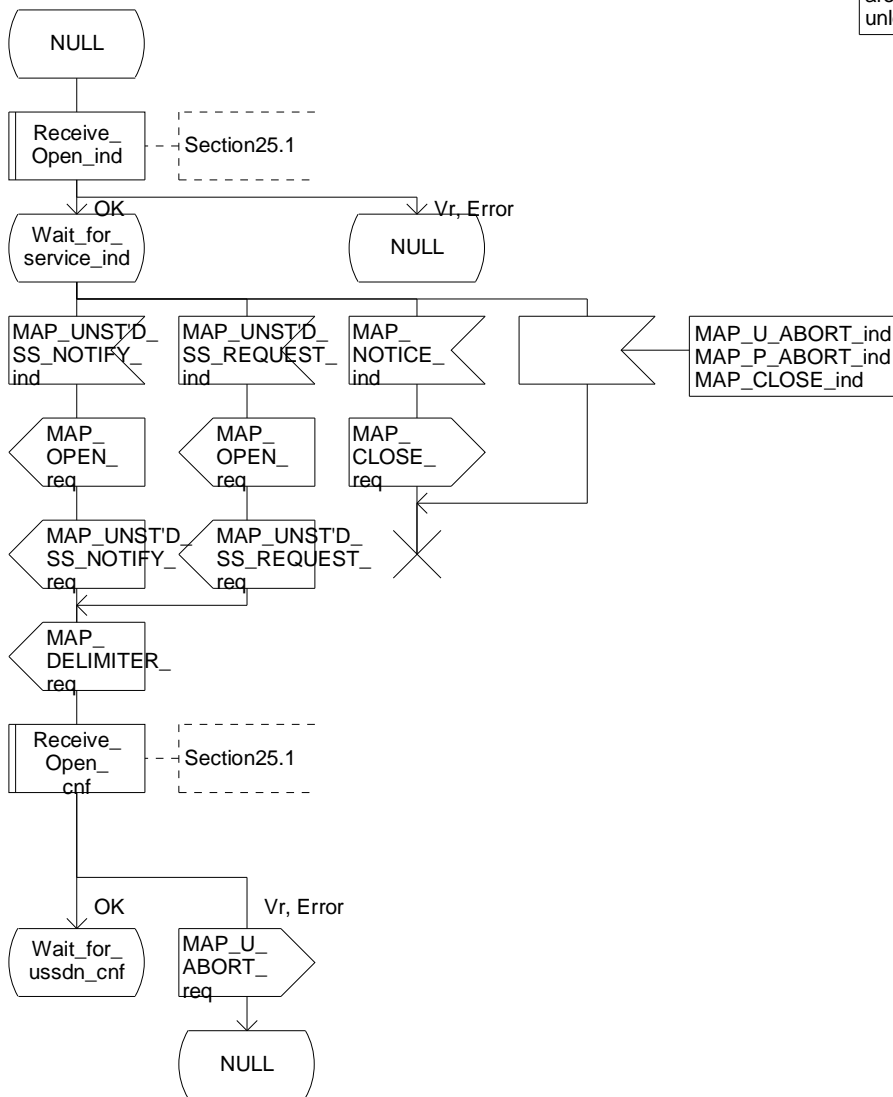 unl
NULL
Receive_
Open_ind
Section25.1
OK
Vr, Error
Wait_for_
service_ind
NULL
MAP_UNST'D_
SS_NOTIFY_
ind
MAP_UNST'D_
SS_REQUEST_
ind
MAP_
NOTICE_
ind
MAP_U_ABORT_ind
MAP_P_ABORT_ind
MAP_CLOSE_ind
MAP_
OPEN_
req
MAP_
OPEN_
req
MAP_
CLOSE_
req
MAP_UNST'D_
SS_NOTIFY_
req
MAP_UNST'D_
SS_REQUEST_
req
MAP_
DELIMITER_
req
Receive_
Open_
cnf
Section25.1
OK
Vr, Error
Wait_for_
ussdn_cnf
MAP_U_
ABORT_
req
NULL